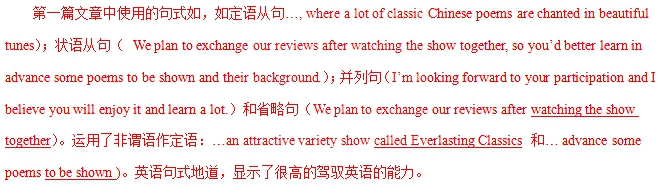 第一篇文章中使用的句式如，如定语从句…, where a lot of classic Chinese poems are chanted in beautiful
tunes)；状语从句（ We plan to exchange our reviews after watching the show together, so you’d better learn in
advance some poems to be shown and their background.)；并列句（I’m looking forward to your participation and I
believe you will enjoy it and learn a lot.）和省略句（We plan to exchange our reviews after watching the show
together)。运用了非谓语作定语：…an attractive variety show called Everlasting Classics 和… advance some
poems to be shown )。英语句式地道，显示了很高的驾驭英语的能力。